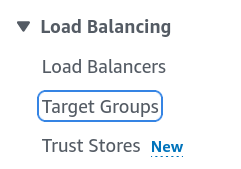 Load Balancing
Load Balancers
Target Groups
Trust Stores New